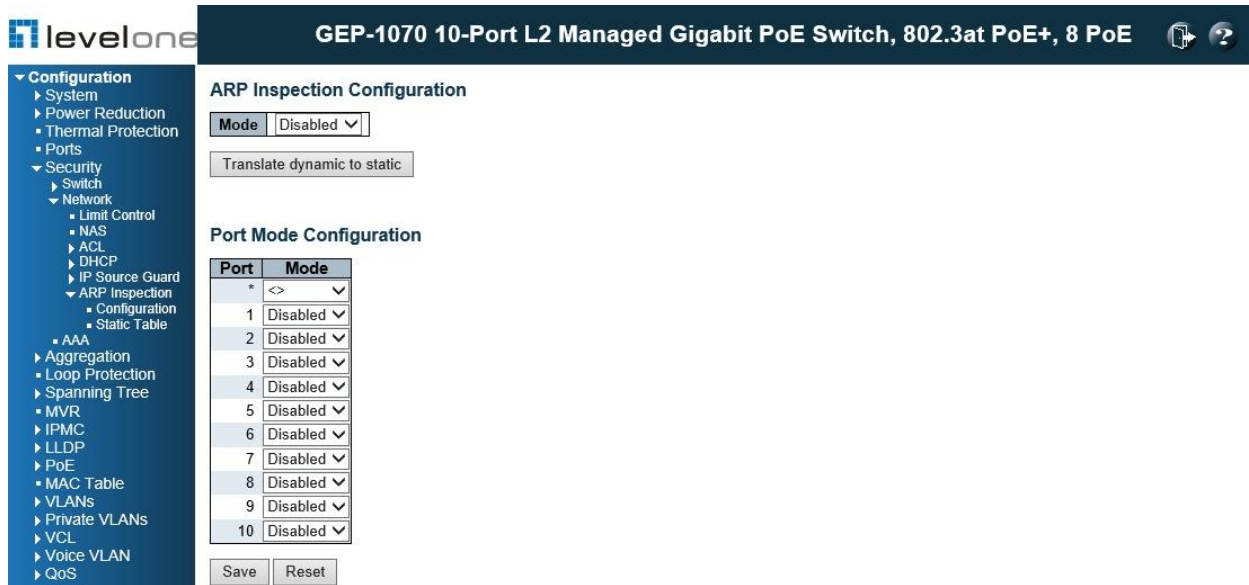 levelone
GEP-1070 10-Port L2 Managed Gigabit PoE Switch, 802.3at PoE+, 8 PoE
?
Configuration
System
Power Reduction
Thermal Protection
Ports
Security
Switch
Network
Limit Control
NAS
ACL
DHCP
IP Source Guard
ARP Inspection
Configuration
Static Table
AAA
Aggregation
Loop Protection
Spanning Tree
MVR
IPMC
LLDP
PoE
MAC Table
VLANs
Private VLANs
VCL
Voice VLAN
QoS
ARP Inspection Configuration
Mode Disabled
Translate dynamic to static
Port Mode Configuration
Port Mode
* <>
1 Disabled
2 Disabled
3 Disabled
4 Disabled
5 Disabled
6 Disabled
7 Disabled
8 Disabled
9 Disabled
10 Disabled
Save Reset